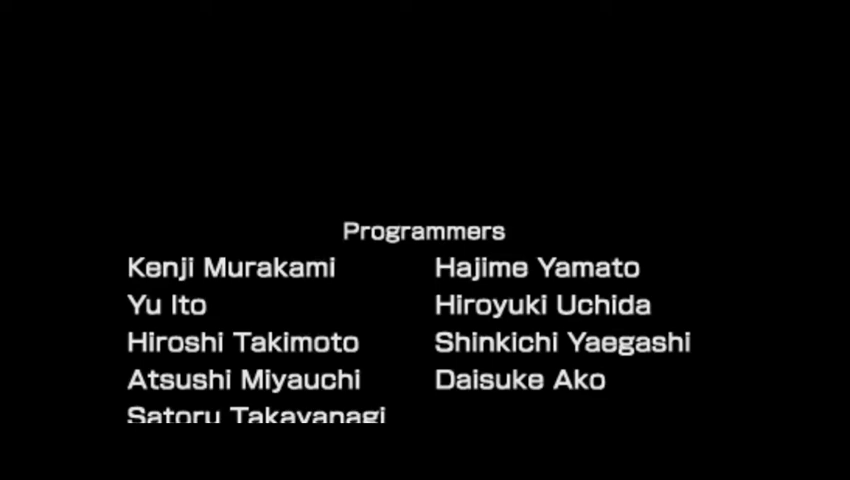 Programmers
Kenji Murakami Hajime Yamato
Yu Ito Hiroyuki Uchida
Hiroshi Takimoto Shinkichi Yaegashi
Atsushi Miyauchi Daisuke Ako
Satoru Takayanagi